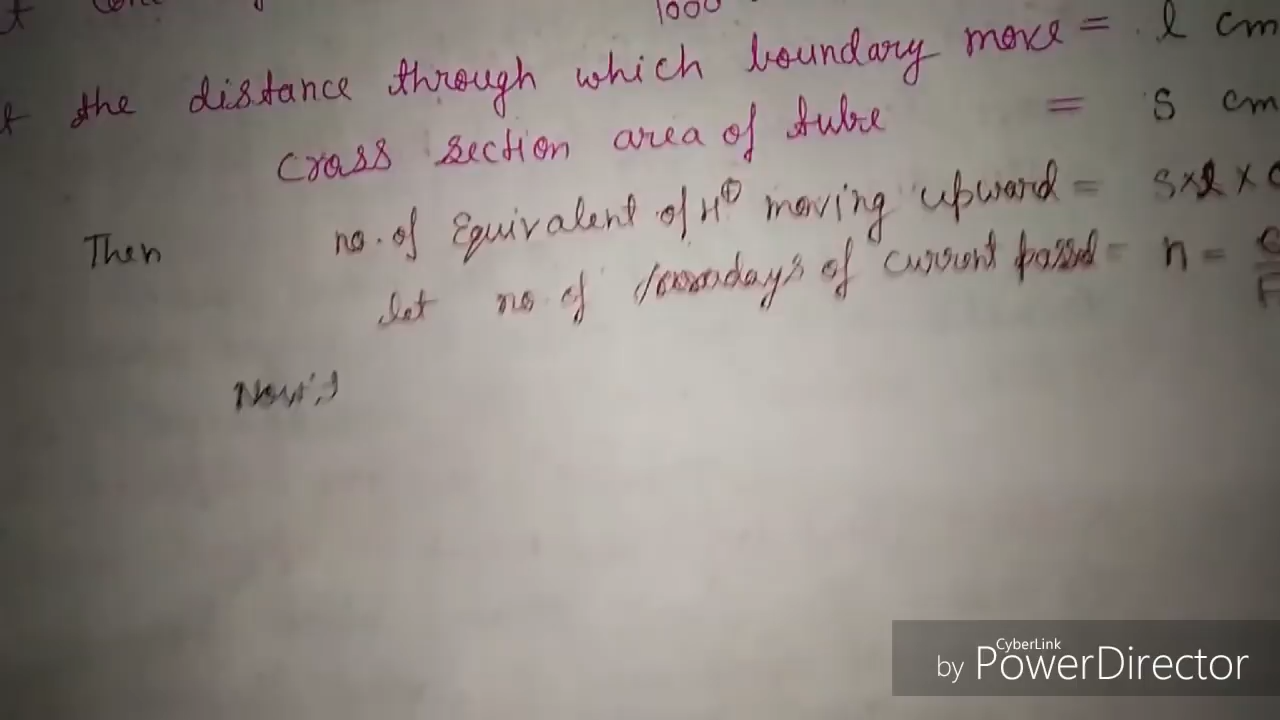 1000
the distance through which boundary move = l cm
cross section area of tube = s cm
Then no. of Equivalent of H⊕ moving upward = s×l×
let no. of of current passed = n =
Now,
CyberLink
by PowerDirector